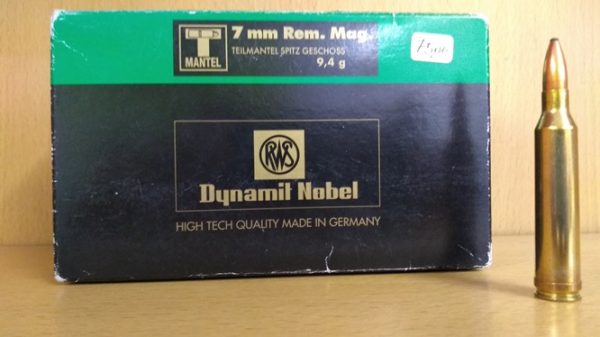 T
MANTEL
7 mm Rem. Mag.
TEILMANTEL SPITZ GESCHOSS
9,4 g
RWS
Dynamit Nobel
HIGH TECH QUALITY MADE IN GERMANY